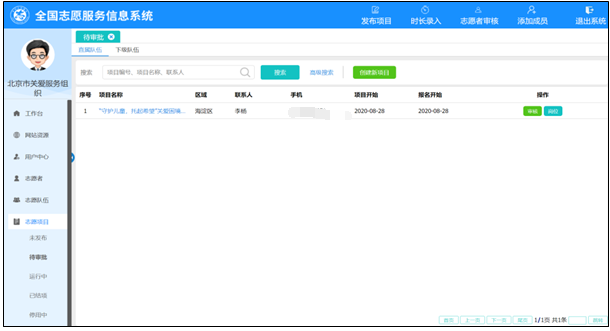 全国志愿服务信息系统
发布项目 时长录入 志愿者审核 添加成员 退出系统
待审批
直属队伍 下级队伍
北京市关爱服务组织
搜索 项目编号、项目名称、联系人 搜索 高级搜索 创建新项目
序号 项目名称 区域 联系人 手机 项目开始 报名开始 操作
1 "守护儿童、托起希望"关爱困境... 海淀区 李杨 2020-08-28 2020-08-28 审核 岗位
工作台
网站资源
用户中心
志愿者
志愿队伍
志愿项目
未发布
待审批
运行中
已结项
停用中
首页 上一页 下一页 尾页 1/1页 共1条 跳转